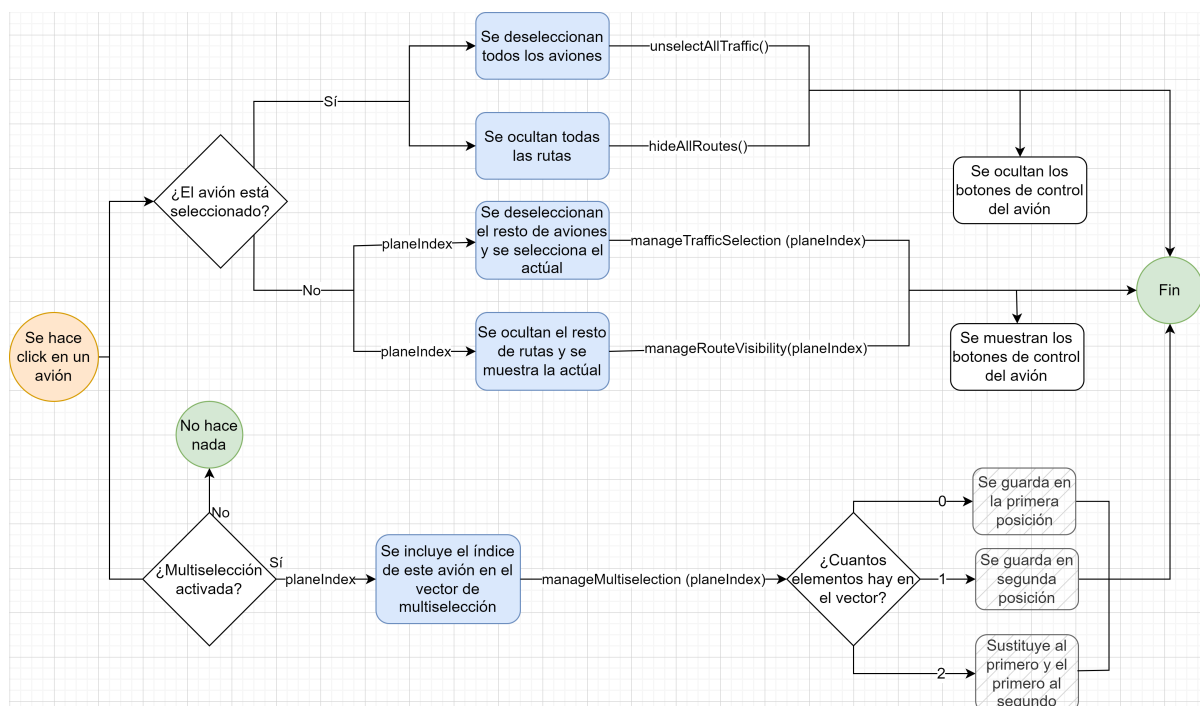 Se deseleccionan
todos los aviones
unselectAllTraffic()
Sí
Se ocultan todas
las rutas
hideAllRoutes()
¿El avión está
seleccionado?
Se ocultan los
botones de control
del avión
Se deseleccionan
el resto de aviones
y se selecciona el
actúal
planeIndex
manageTrafficSelection (planeIndex)
No
Fin
Se ocultan el resto
de rutas y se
muestra la actúal
planeIndex
manageRouteVisibility(planeIndex)
Se muestran los
botones de control
del avión
Se hace
click en un
avión
No hace
nada
No
¿Multiselección
activada?
Sí
planeIndex
Se incluye el índice
de este avión en el
vector de
multiselección
manageMultiselection (planeIndex)
¿Cuantos
elementos hay en
el vector?
0
Se guarda en
la primera
posición
1
Se guarda en
segunda
posición
2
Sustituye al
primero y el
primero al
segundo